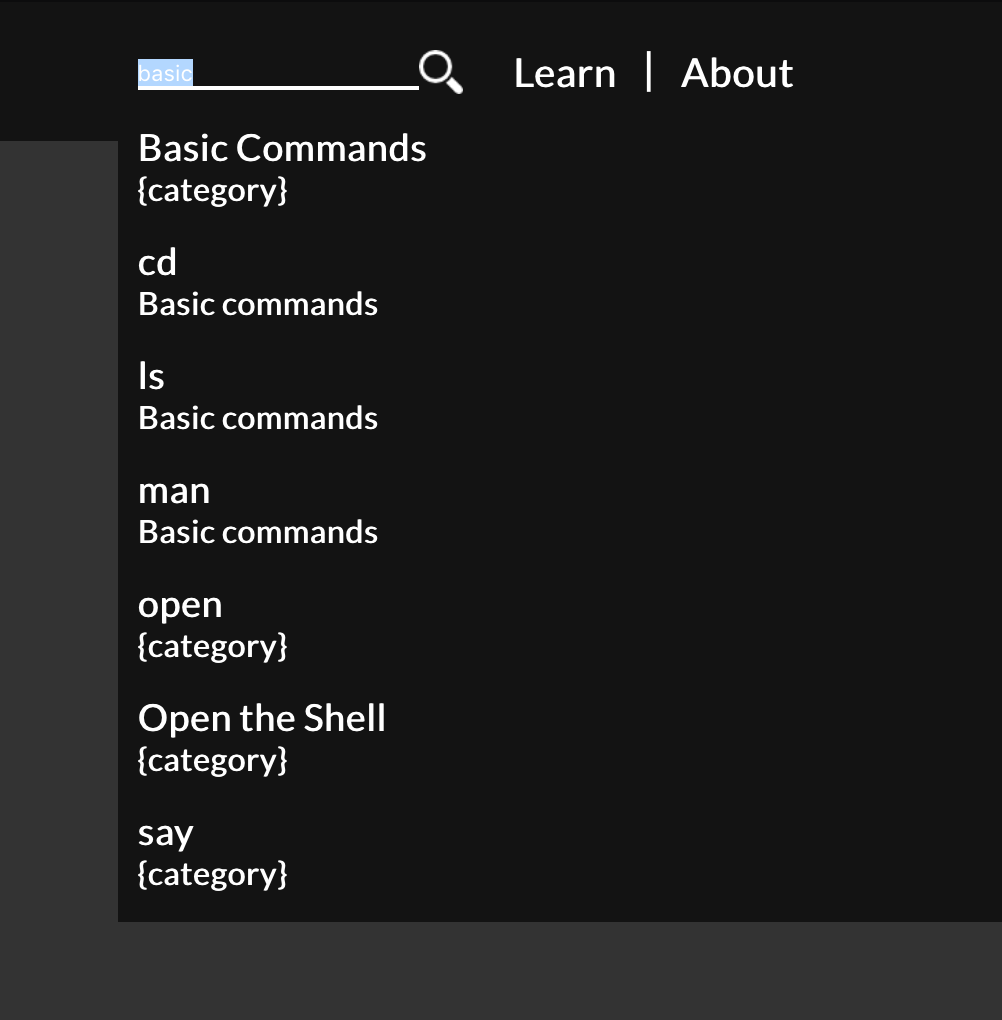 basic
Learn | About
Basic Commands
{category}
cd
Basic commands
ls
Basic commands
man
Basic commands
open
{category}
Open the Shell
{category}
say
{category}